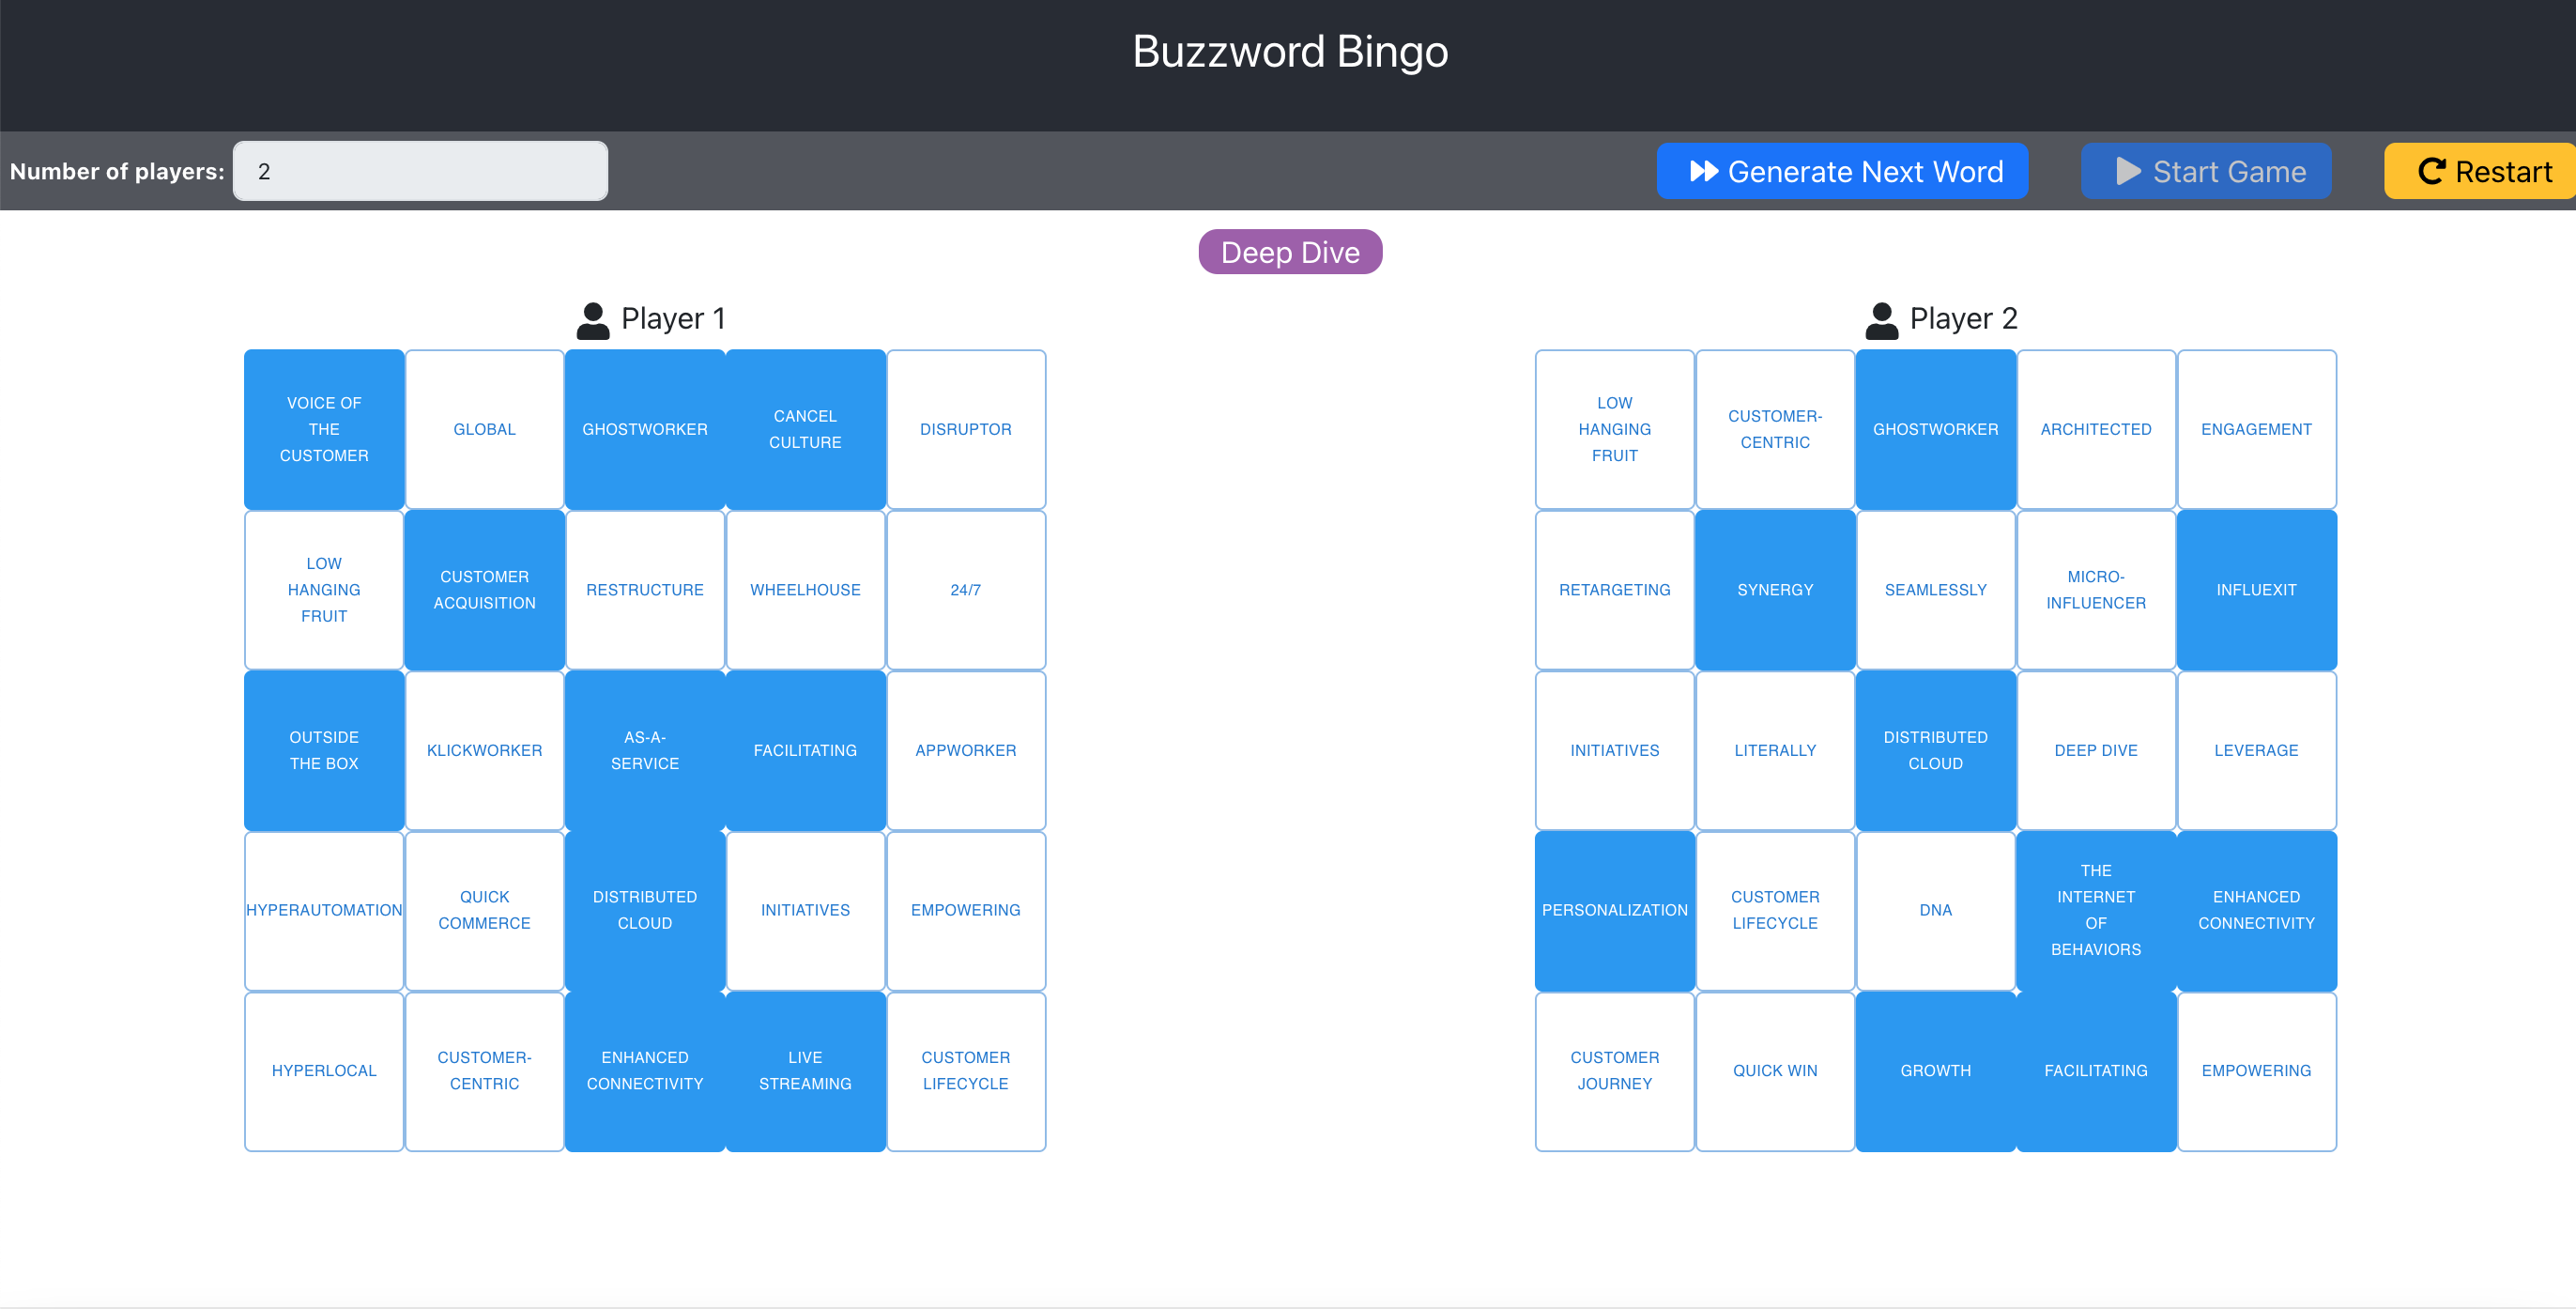 Buzzword Bingo
Number of players: 2
Generate Next Word
Start Game
Restart
Deep Dive
Player 1
VOICE OF
THE
CUSTOMER
GLOBAL
GHOSTWORKER
CANCEL
CULTURE
DISRUPTOR
LOW
HANGING
FRUIT
CUSTOMER
ACQUISITION
RESTRUCTURE
WHEELHOUSE
24/7
OUTSIDE
THE BOX
KLICKWORKER
AS-A-
SERVICE
FACILITATING
APPWORKER
HYPERAUTOMATION
QUICK
COMMERCE
DISTRIBUTED
CLOUD
INITIATIVES
EMPOWERING
HYPERLOCAL
CUSTOMER-
CENTRIC
ENHANCED
CONNECTIVITY
LIVE
STREAMING
CUSTOMER
LIFECYCLE
Player 2
LOW
HANGING
FRUIT
CUSTOMER-
CENTRIC
GHOSTWORKER
ARCHITECTED
ENGAGEMENT
RETARGETING
SYNERGY
SEAMLESSLY
MICRO-
INFLUENCER
INFLUEXIT
INITIATIVES
LITERALLY
DISTRIBUTED
CLOUD
DEEP DIVE
LEVERAGE
PERSONALIZATION
CUSTOMER
LIFECYCLE
DNA
THE
INTERNET
OF
BEHAVIORS
ENHANCED
CONNECTIVITY
CUSTOMER
JOURNEY
QUICK WIN
GROWTH
FACILITATING
EMPOWERING